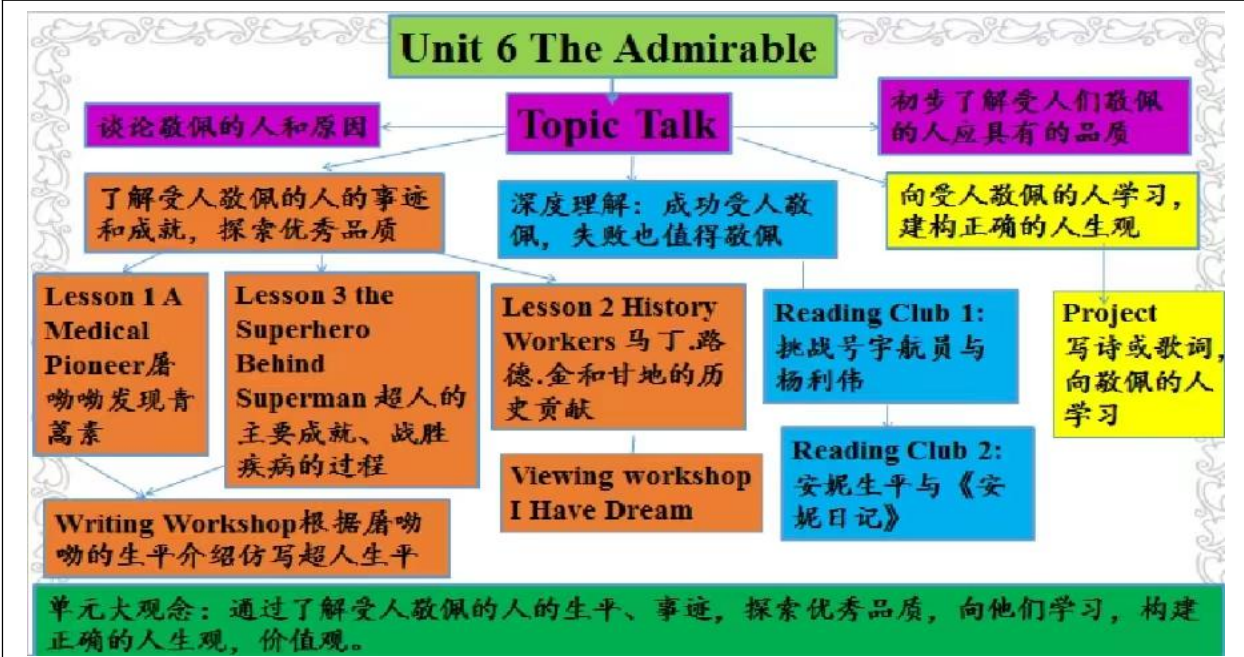 Unit 6 The Admirable
Topic Talk
谈论敬佩的人和原因
初步了解受人们敬佩
的人应具有的品质
了解受人敬佩的人的事迹
和成就，探索优秀品质
深度理解：成功受人敬
佩，失败也值得敬佩
向受人敬佩的人学习，
建构正确的人生观
Lesson 1 A
Medical
Pioneer屠
呦呦发现青
蒿素
Lesson 3 the
Superhero
Behind
Superman 超人的
主要成就、战胜
疾病的过程
Lesson 2 History
Workers 马丁.路
德.金和甘地的历
史贡献
Reading Club 1:
挑战号宇航员与
杨利伟
Project
写诗或歌词，
向敬佩的人
学习
Writing Workshop根据屠呦
呦的生平介绍仿写超人生平
Viewing workshop
I Have Dream
Reading Club 2:
安妮生平与《安
妮日记》
单元大观念：通过了解受人敬佩的人的生平、事迹，探索优秀品质，向他们学习，构建
正确的人生观，价值观。